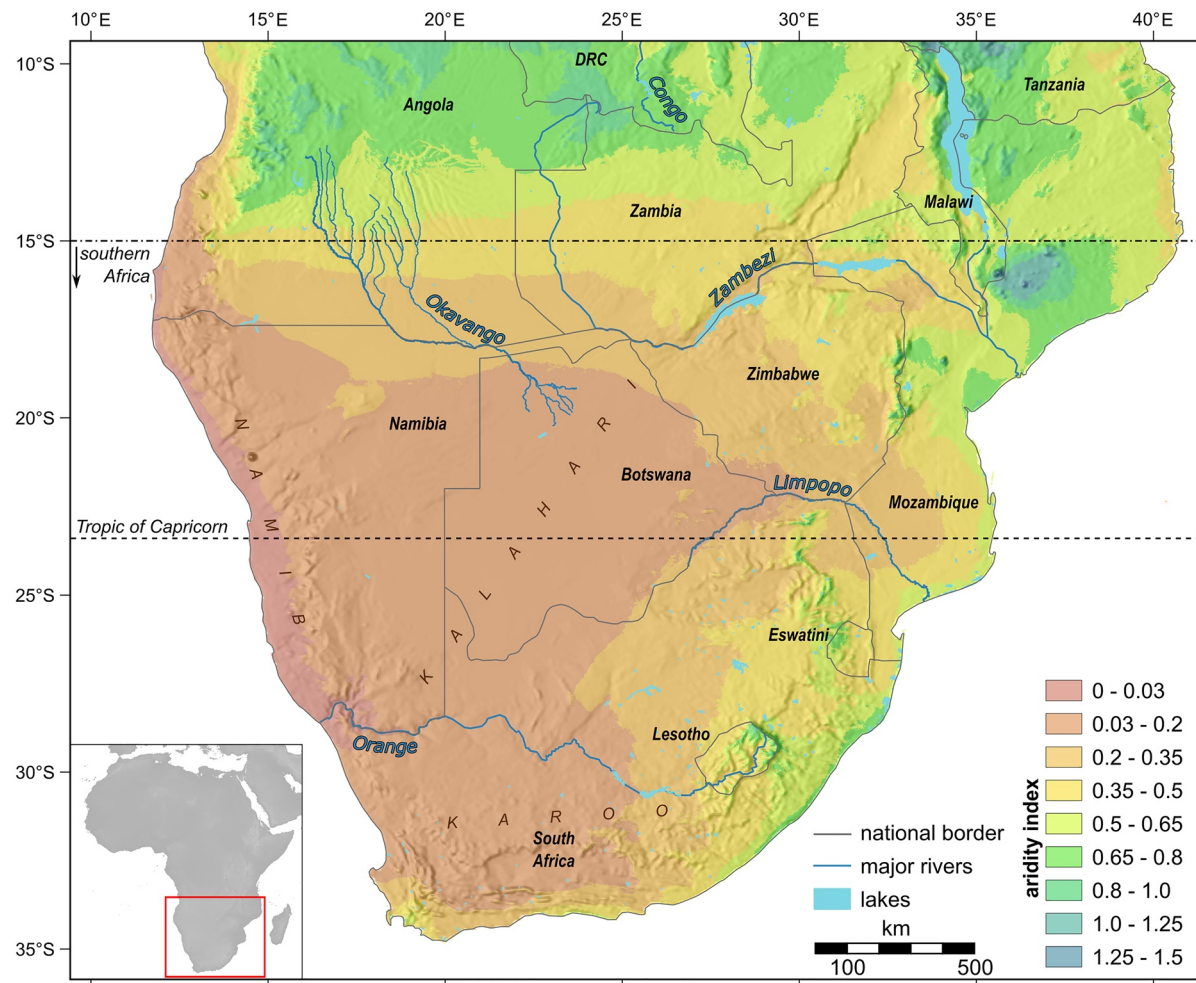 10°E 15°E 20°E 25°E 30°E 35°E 40°E
10°S
15°S
20°S
25°S
30°S
35°S
DRC
Congo
Tanzania
Angola
Zambia
Malawi
southern
Africa
Zambezi
Okavango
Zimbabwe
Namibia
NAMIB
KALAHARI
Botswana
Limpopo
Mozambique
Tropic of Capricorn
Eswatini
Lesotho
Orange
KAROO
South
Africa
national border
major rivers
lakes
km
100 500
aridity index
0 - 0.03
0.03 - 0.2
0.2 - 0.35
0.35 - 0.5
0.5 - 0.65
0.65 - 0.8
0.8 - 1.0
1.0 - 1.25
1.25 - 1.5